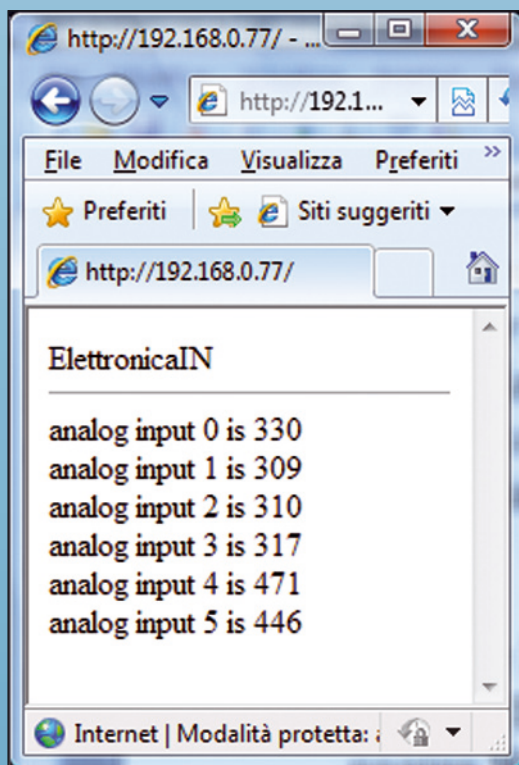 http://192.168.0.77/ - ...
http://192.1...
File Modifica Visualizza Preferiti »
Preferiti Siti suggeriti
http://192.168.0.77/
ElettronicaIN
analog input 0 is 330
analog input 1 is 309
analog input 2 is 310
analog input 3 is 317
analog input 4 is 471
analog input 5 is 446
Internet | Modalità protetta: